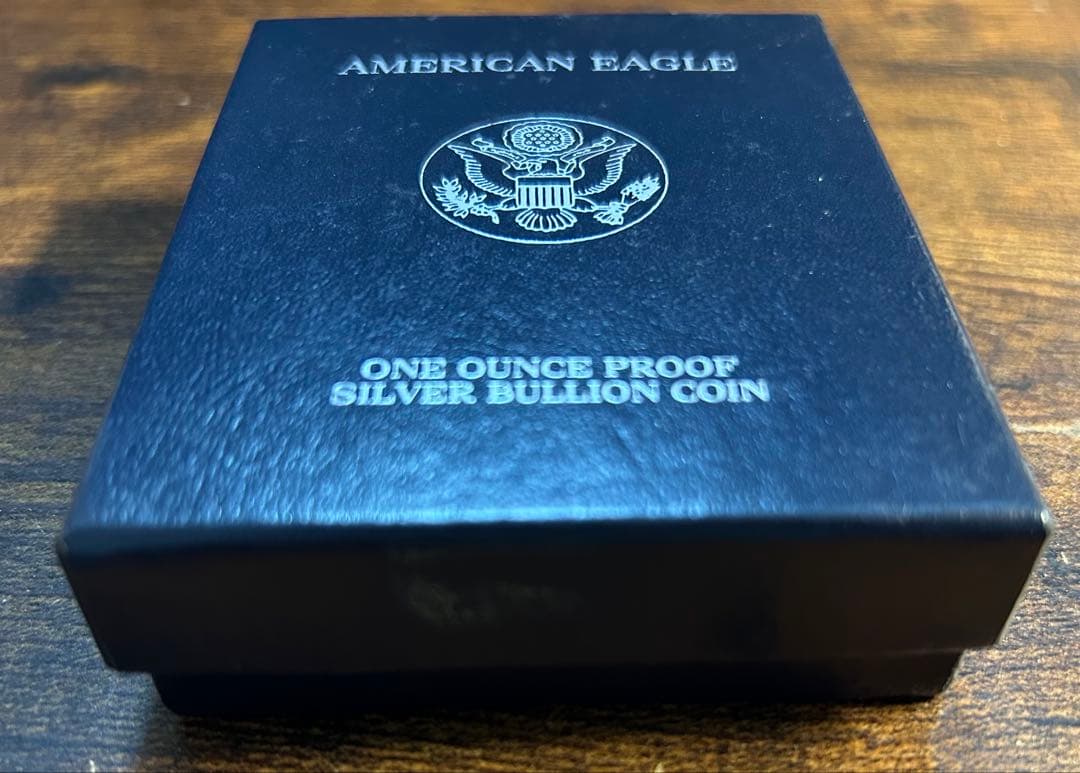 AMERICAN EAGLE
ONE OUNCE PROOF
SILVER BULLION COIN